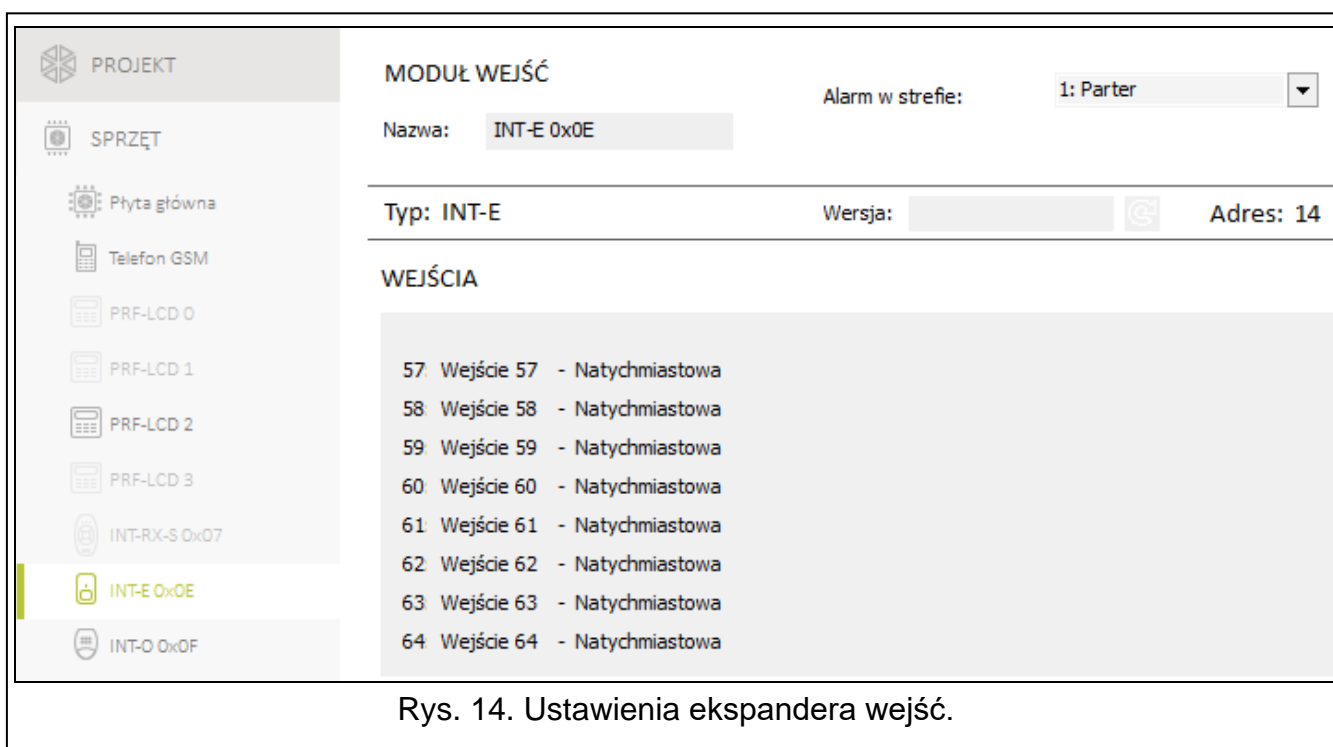 PROJEKT
SPRZĘT
Płyta główna
Telefon GSM
PRF-LCD 0
PRF-LCD 1
PRF-LCD 2
PRF-LCD 3
INT-RX-S 0x07
INT-E 0x0E
INT-O 0x0F
MODUŁ WEJŚĆ
Alarm w strefie: 1: Parter
Nazwa: INT-E 0x0E
Typ: INT-E Wersja: Adres: 14
WEJŚCIA
57: Wejście 57 - Natychmiastowa
58: Wejście 58 - Natychmiastowa
59: Wejście 59 - Natychmiastowa
60: Wejście 60 - Natychmiastowa
61: Wejście 61 - Natychmiastowa
62: Wejście 62 - Natychmiastowa
63: Wejście 63 - Natychmiastowa
64: Wejście 64 - Natychmiastowa
Rys. 14. Ustawienia ekspandera wejść.